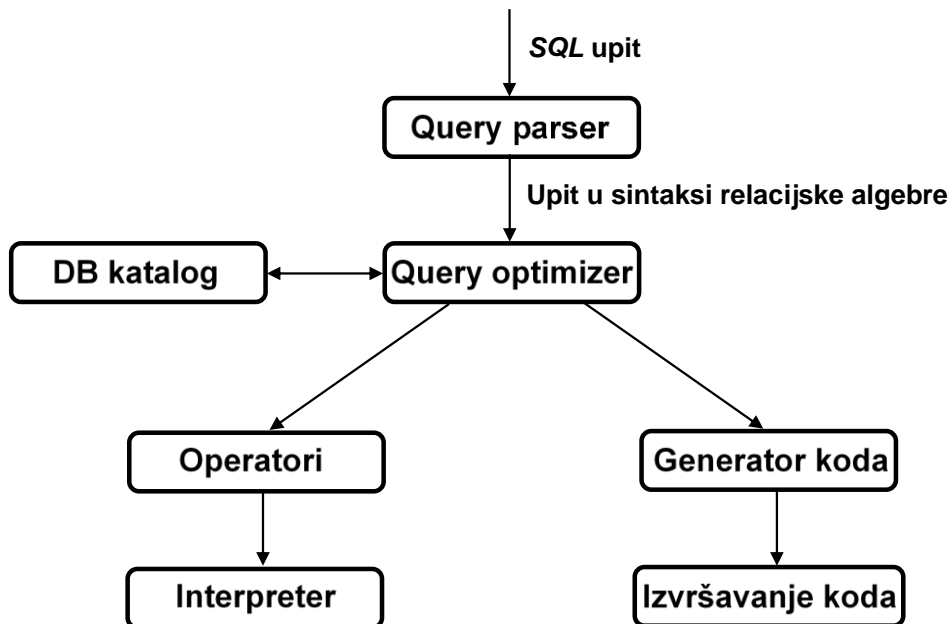 SQL upit
Query parser
Upit u sintaksi relacijske algebre
DB katalog
Query optimizer
Operatori
Generator koda
Interpreter
Izvršavanje koda